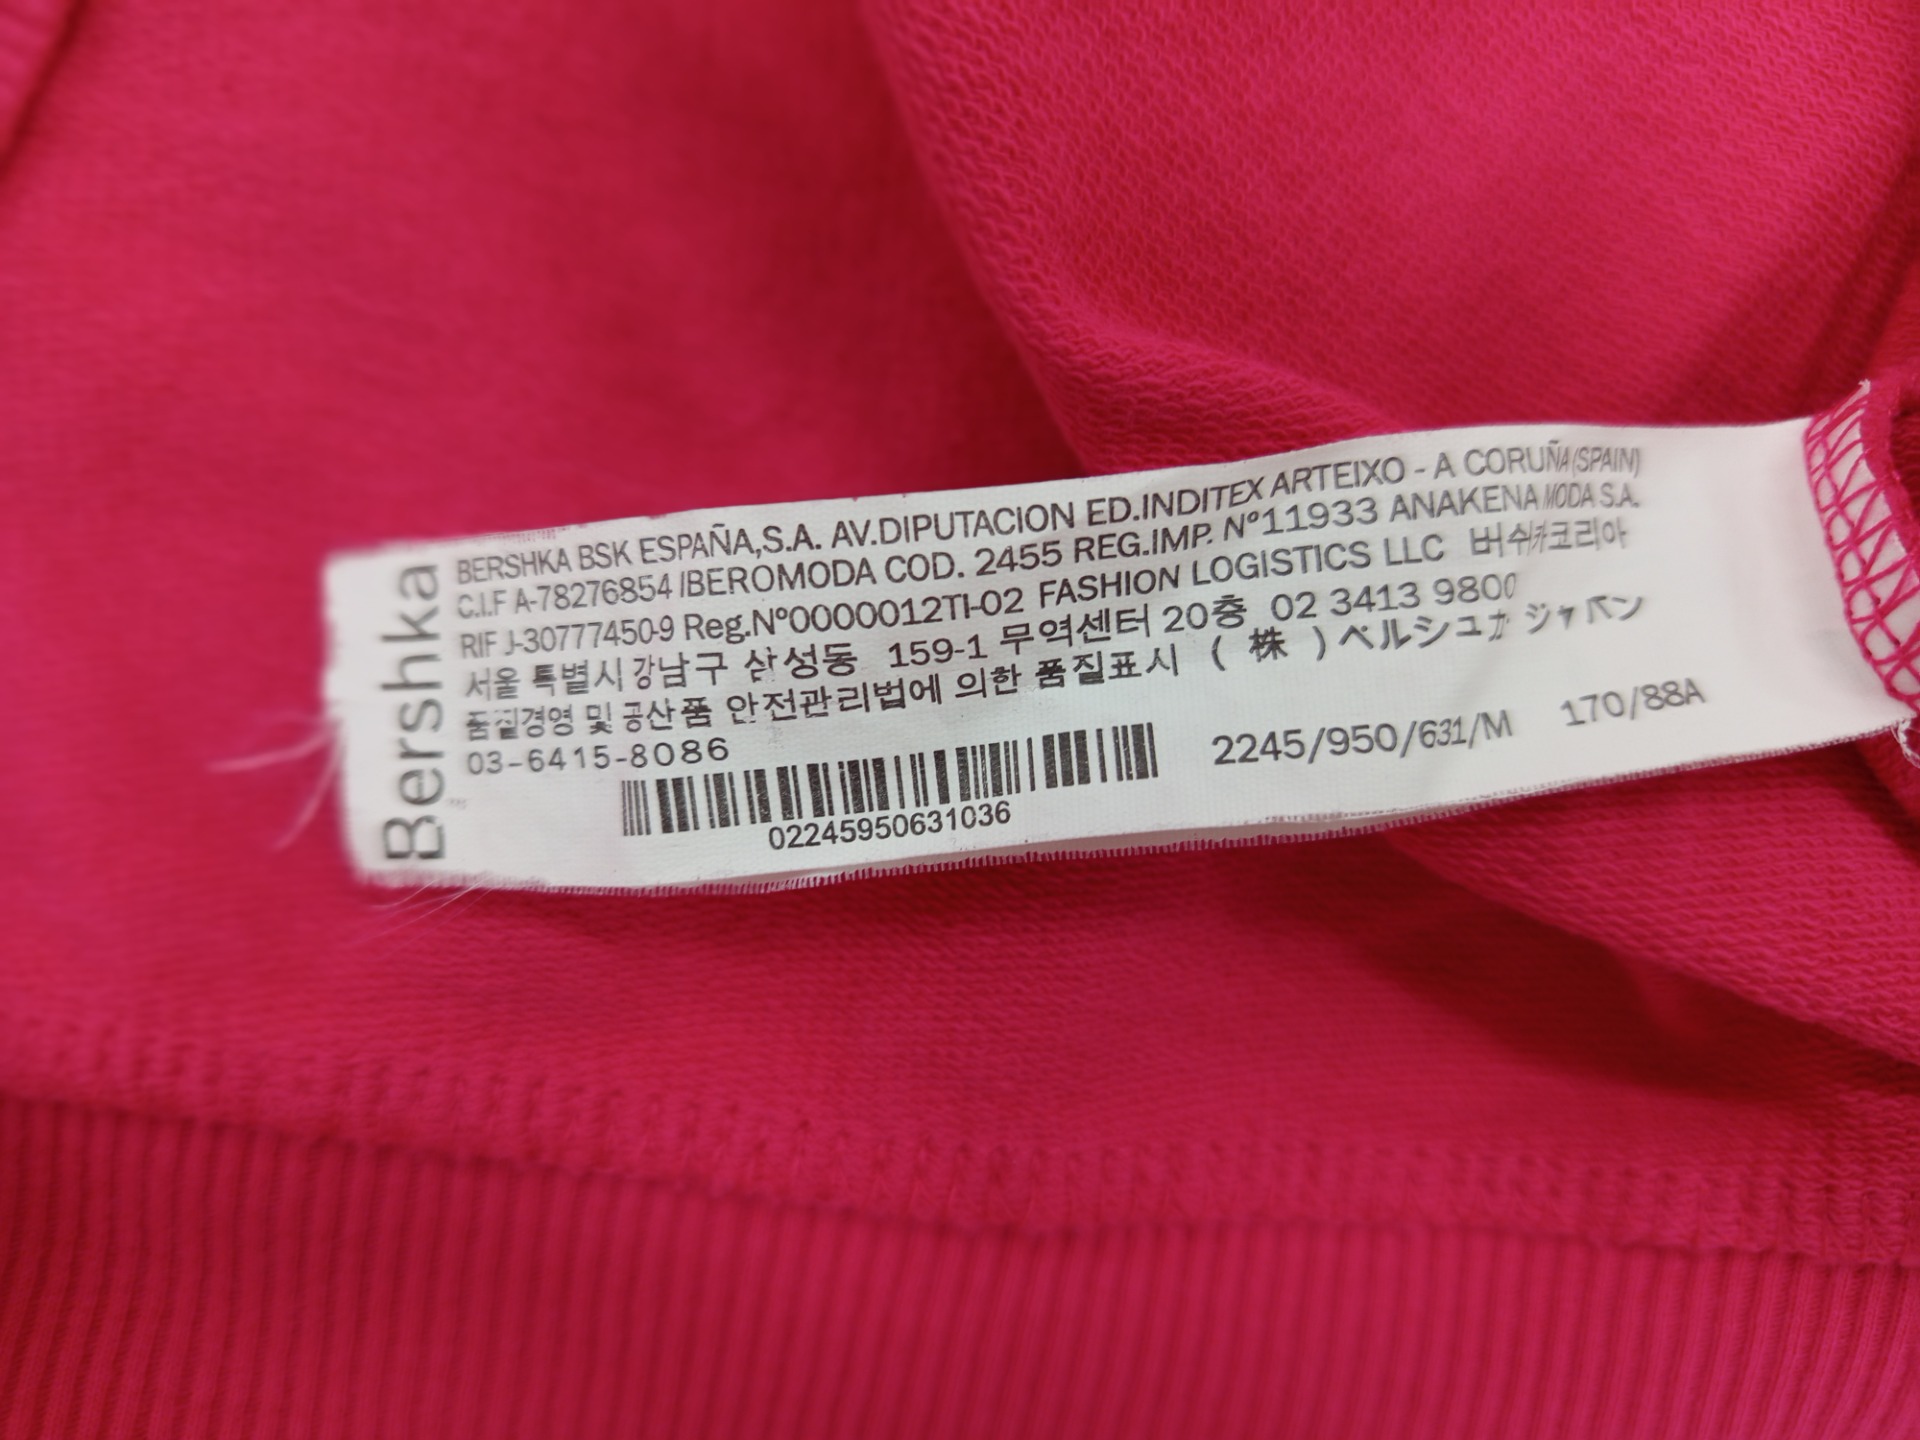 Bershka
BERSHKA BSK ESPAÑA,S.A. AV.DIPUTACION ED.INDITEX ARTEIXO - A CORUÑA(SPAIN)
C.I.F A-78276854 /BEROMODA COD. 2455 REG.IMP. Nº11933 ANAKENA MODA S.A.
RIF J-30777450-9 Reg.Nº0000012TI-02 FASHION LOGISTICS LLC 버쉬카코리아
서울 특별시 강남구 삼성동 159-1 무역센터 20층 02 3413 9800
품질경영 및 공산품 안전관리법에 의한 품질표시 ( 株 ) ベルシュカ ジャパン
03-6415-8086
02245950631036
2245/950/631/M 170/88A